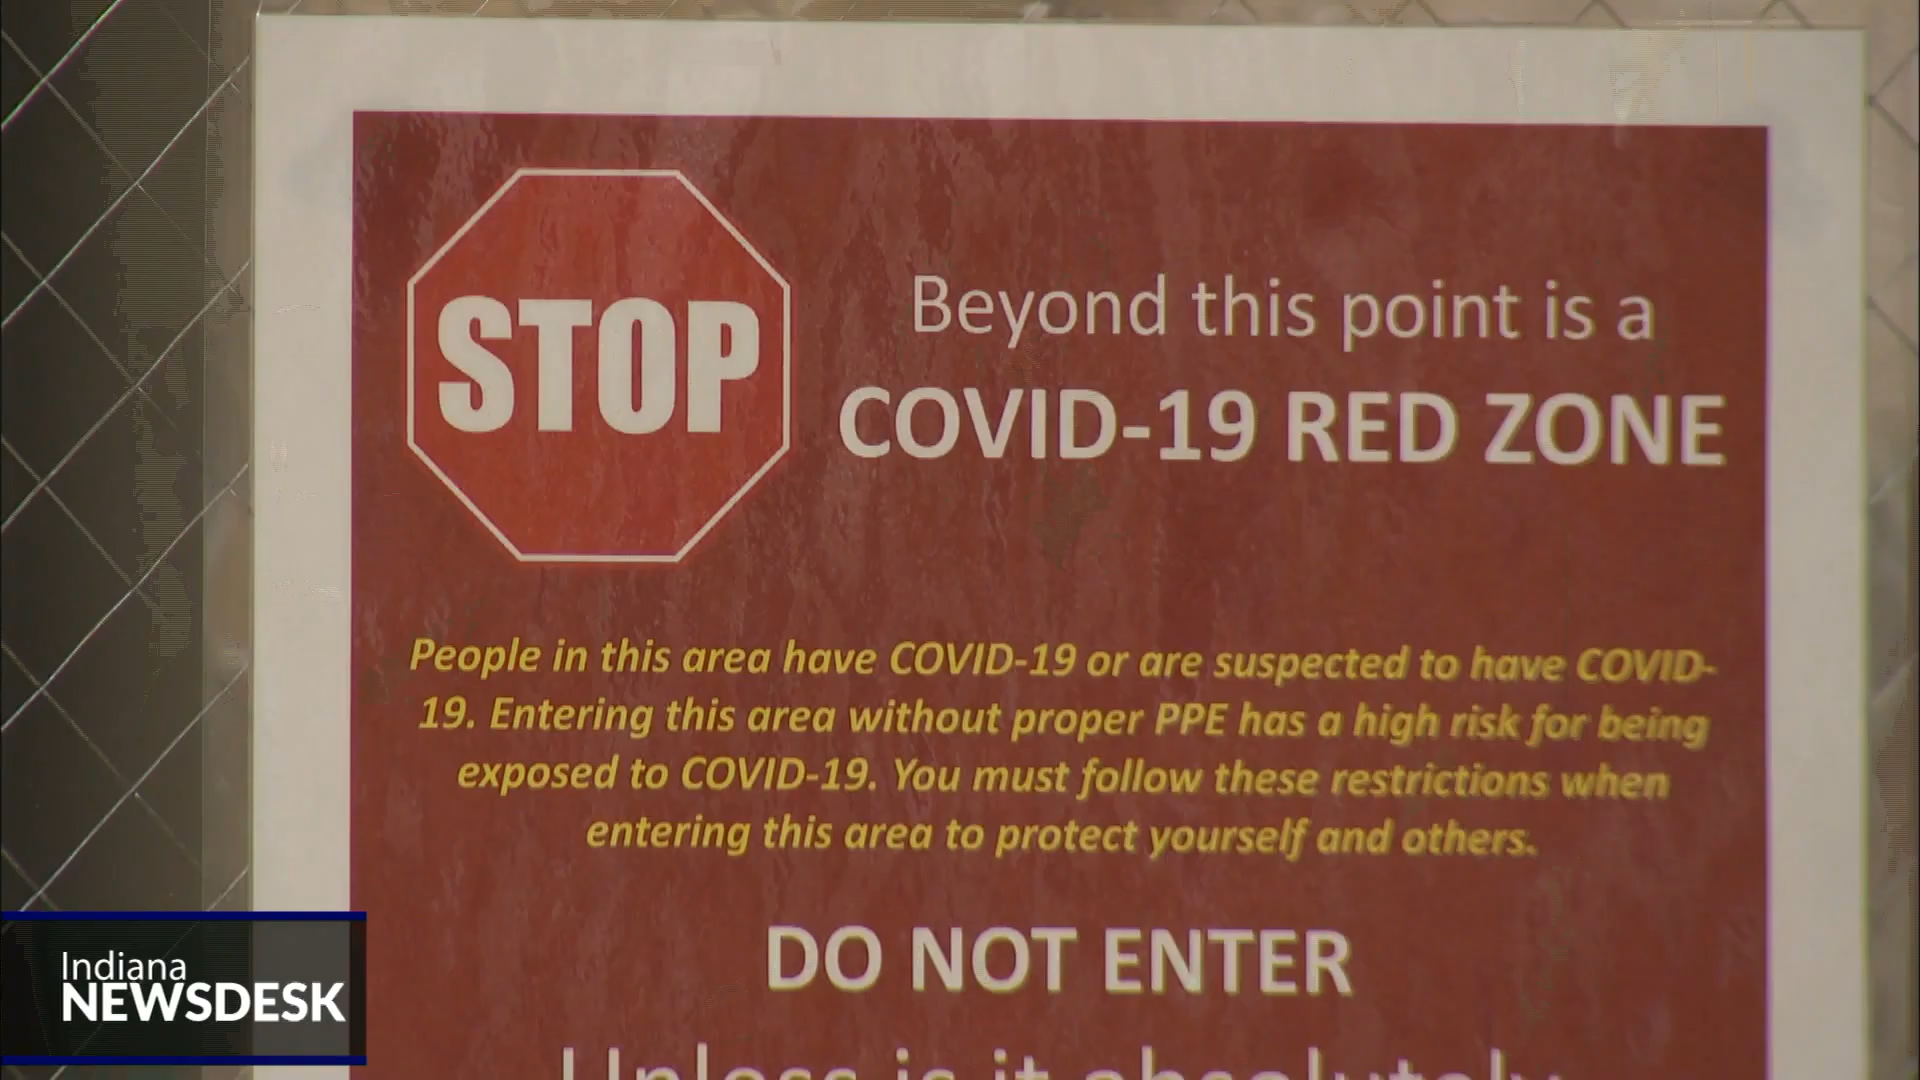 STOP
Beyond this point is a
COVID-19 RED ZONE
People in this area have COVID-19 or are suspected to have COVID-
19. Entering this area without proper PPE has a high risk for being
exposed to COVID-19. You must follow these restrictions when
entering this area to protect yourself and others.
DO NOT ENTER
Unless is it absolutely
Indiana
NEWSDESK